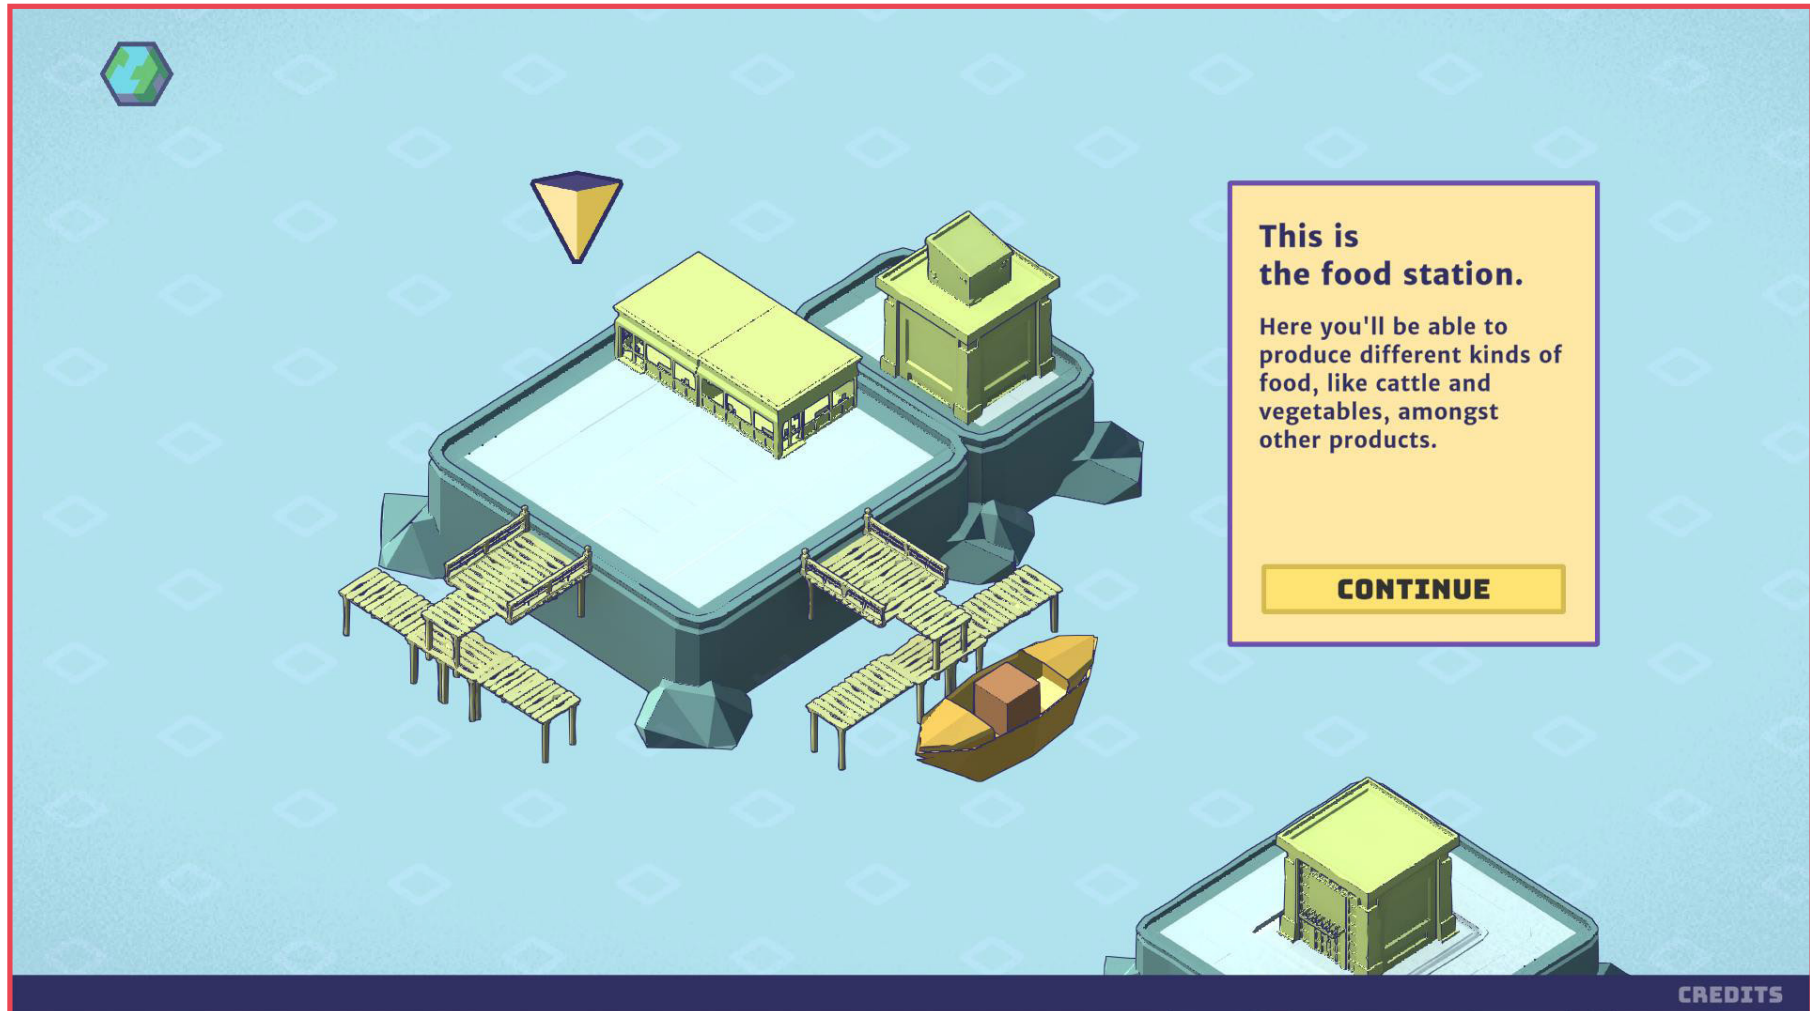 This is
the food station.
Here you'll be able to
produce different kinds of
food, like cattle and
vegetables, amongst
other products.
CONTINUE
CREDITS